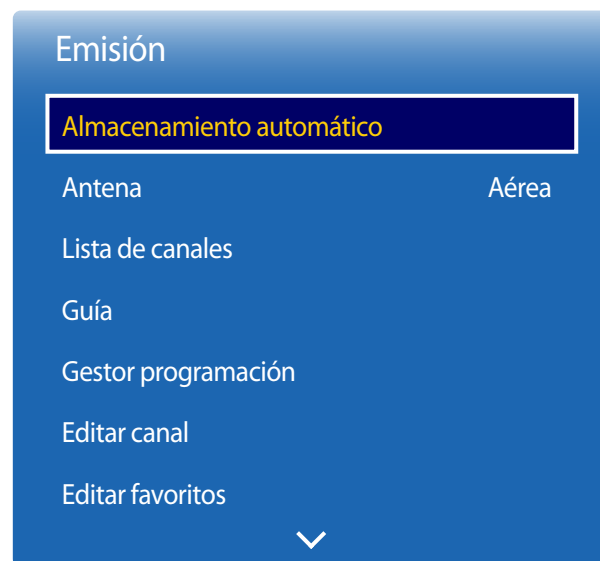 Emisión
Almacenamiento automático
Antena Aérea
Lista de canales
Guía
Gestor programación
Editar canal
Editar favoritos